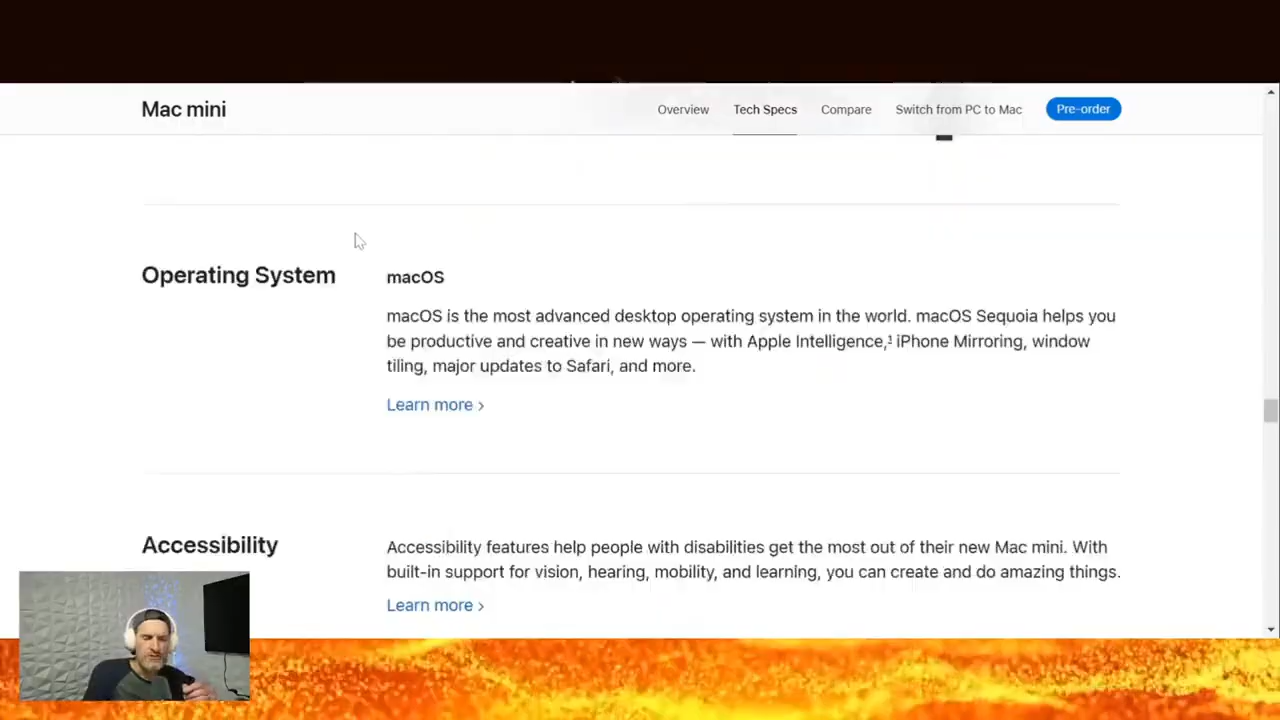 Mac mini
Overview
Tech Specs
Compare
Switch from PC to Mac
Pre-order
Operating System
macOS
macOS is the most advanced desktop operating system in the world. macOS Sequoia helps you
be productive and creative in new ways — with Apple Intelligence,¹ iPhone Mirroring, window
tiling, major updates to Safari, and more.
Learn more >
Accessibility
Accessibility features help people with disabilities get the most out of their new Mac mini. With
built-in support for vision, hearing, mobility, and learning, you can create and do amazing things.
Learn more >